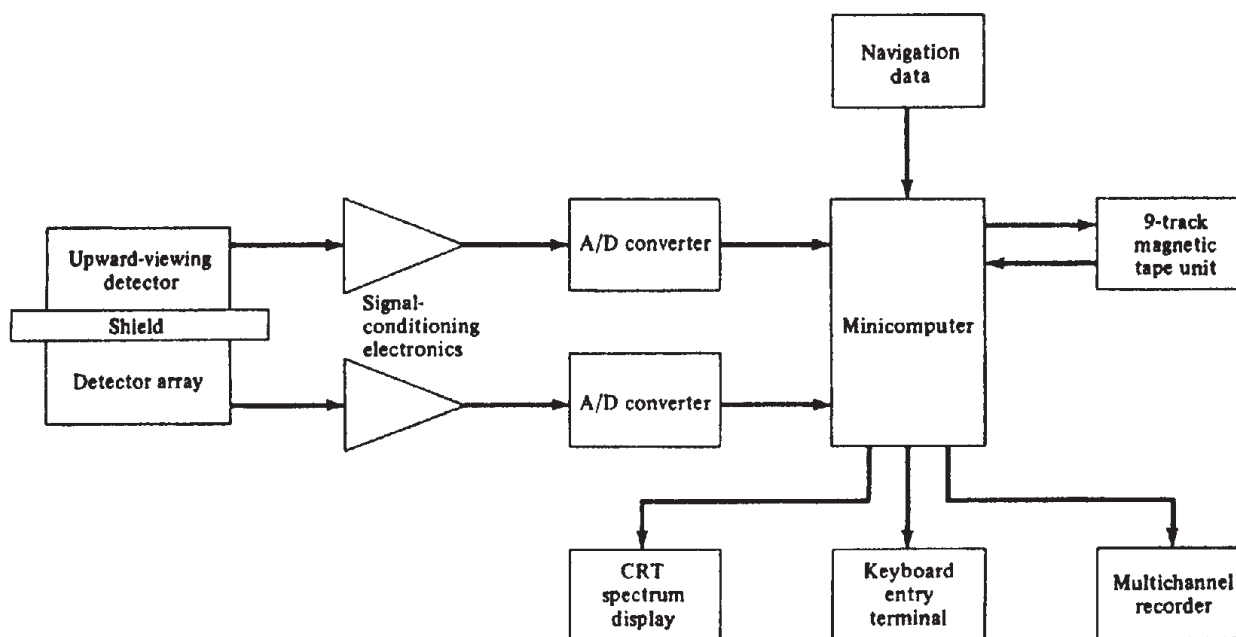 Navigation
data
Upward-viewing
detector
Shield
Detector array
Signal-
conditioning
electronics
A/D converter
A/D converter
Minicomputer
9-track
magnetic
tape unit
CRT
spectrum
display
Keyboard
entry
terminal
Multichannel
recorder